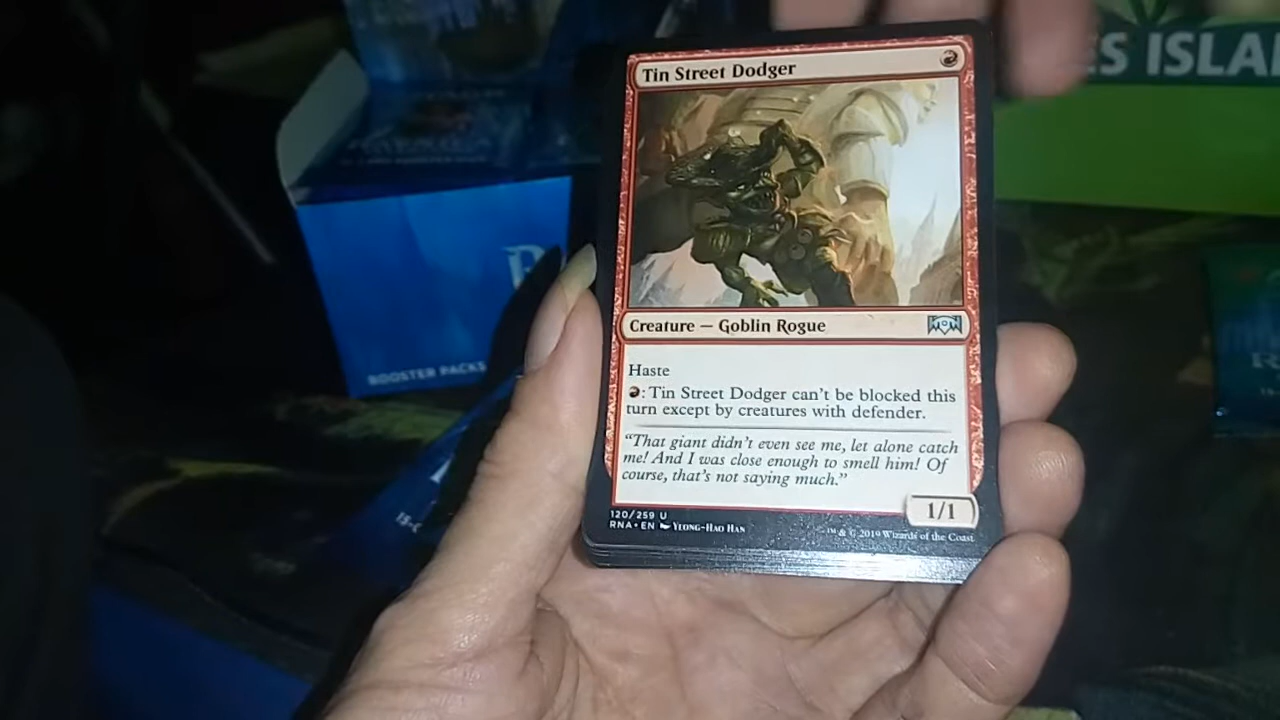 Tin Street Dodger
ES ISLA
Creature — Goblin Rogue
BOOSTER PACKS
Haste
: Tin Street Dodger can't be blocked this
turn except by creatures with defender.
"That giant didn't even see me, let alone catch
me! And I was close enough to smell him! Of
course, that's not saying much."
1/1
120/259 U
RNA • EN Yeong-Hao Han
™ & © 2019 Wizards of the Coast
15-C